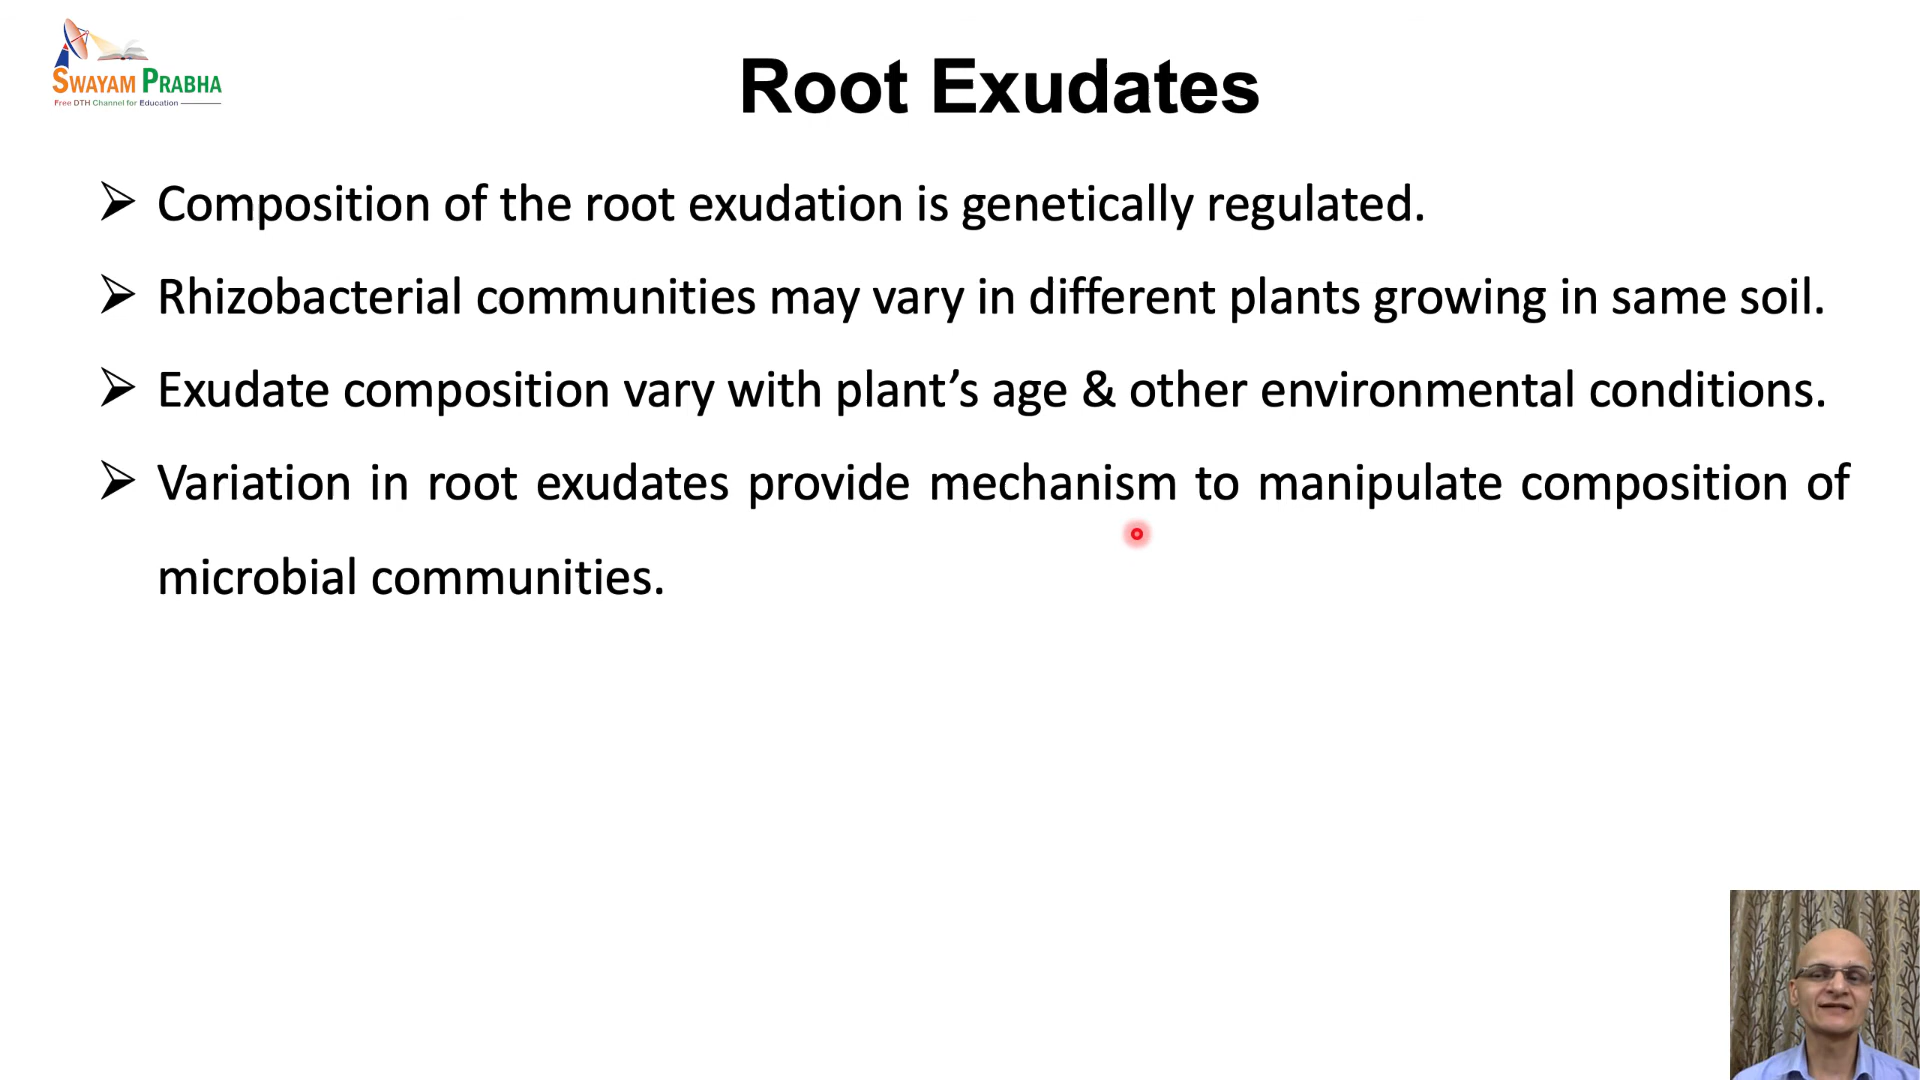 SWAYAM PRABHA
Free DTH Channel for Education
Root Exudates
➢ Composition of the root exudation is genetically regulated.
➢ Rhizobacterial communities may vary in different plants growing in same soil.
➢ Exudate composition vary with plant’s age & other environmental conditions.
➢ Variation in root exudates provide mechanism to manipulate composition of
microbial communities.